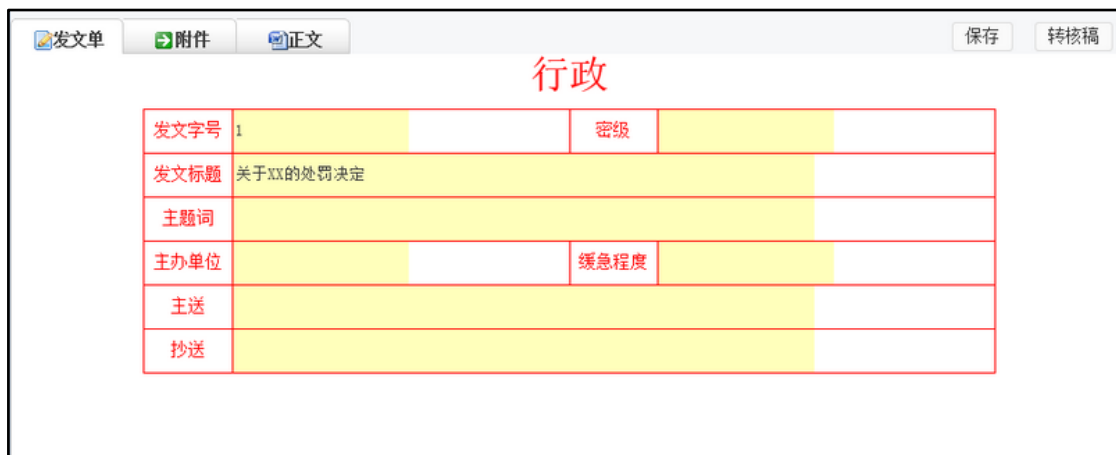 发文单 附件 正文 保存 转核稿
行政
发文字号 1 密级
发文标题 关于XX的处罚决定
主题词
主办单位 缓急程度
主送
抄送